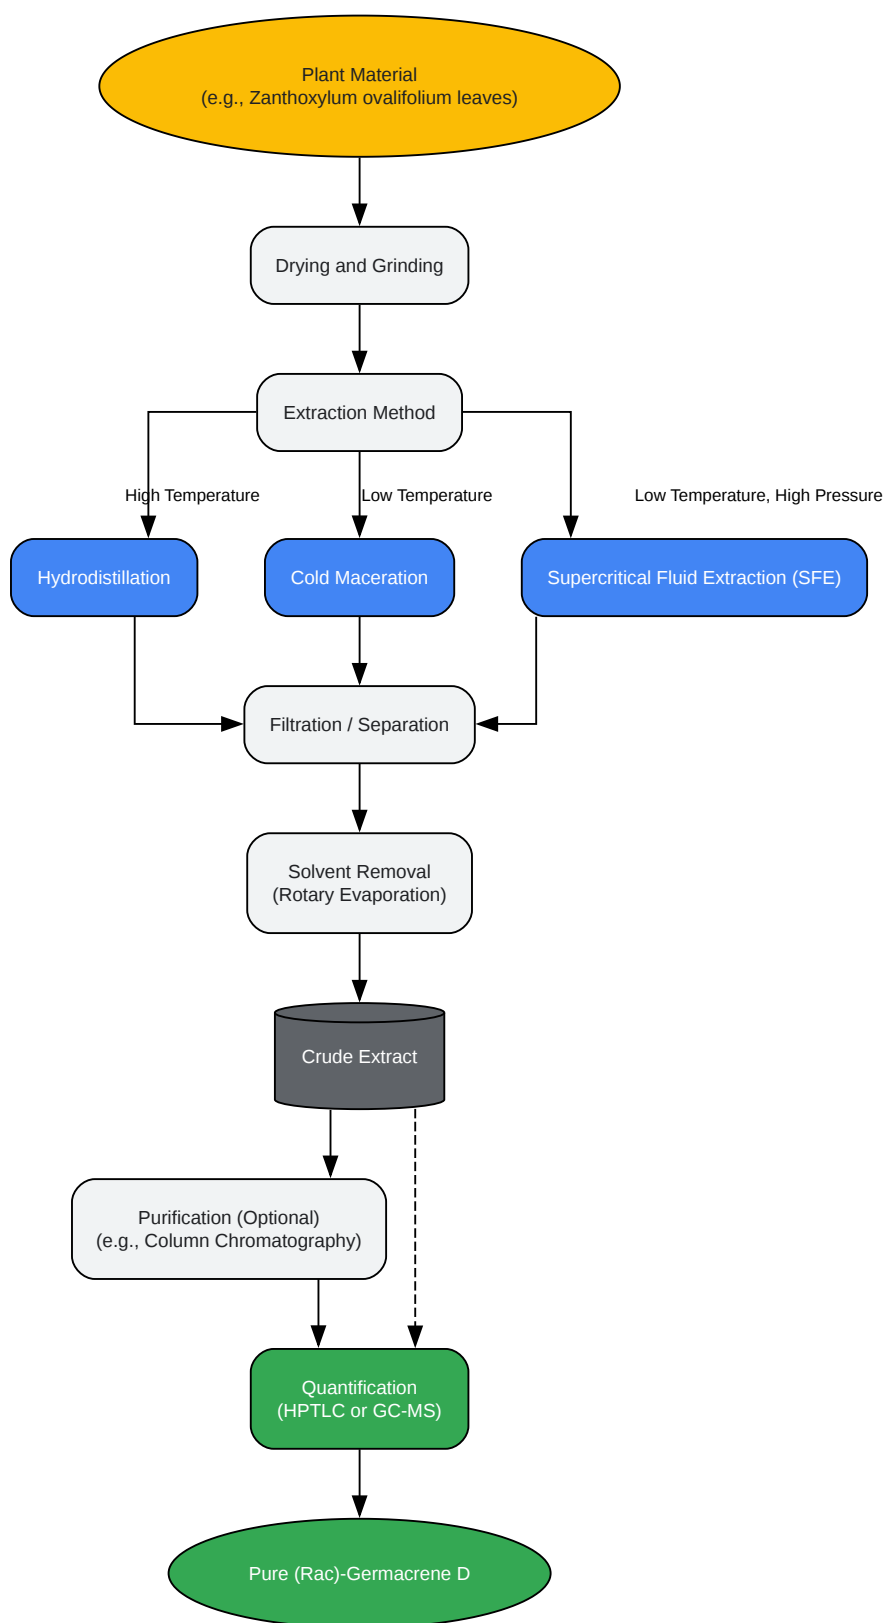 Plant Material
(e.g., Zanthoxylum ovalifolium leaves)
Drying and Grinding
Extraction Method
High Temperature
Low Temperature
Low Temperature, High Pressure
Hydrodistillation
Cold Maceration
Supercritical Fluid Extraction (SFE)
Filtration / Separation
Solvent Removal
(Rotary Evaporation)
Crude Extract
Purification (Optional)
(e.g., Column Chromatography)
Quantification
(HPTLC or GC-MS)
Pure (Rac)-Germacrene D